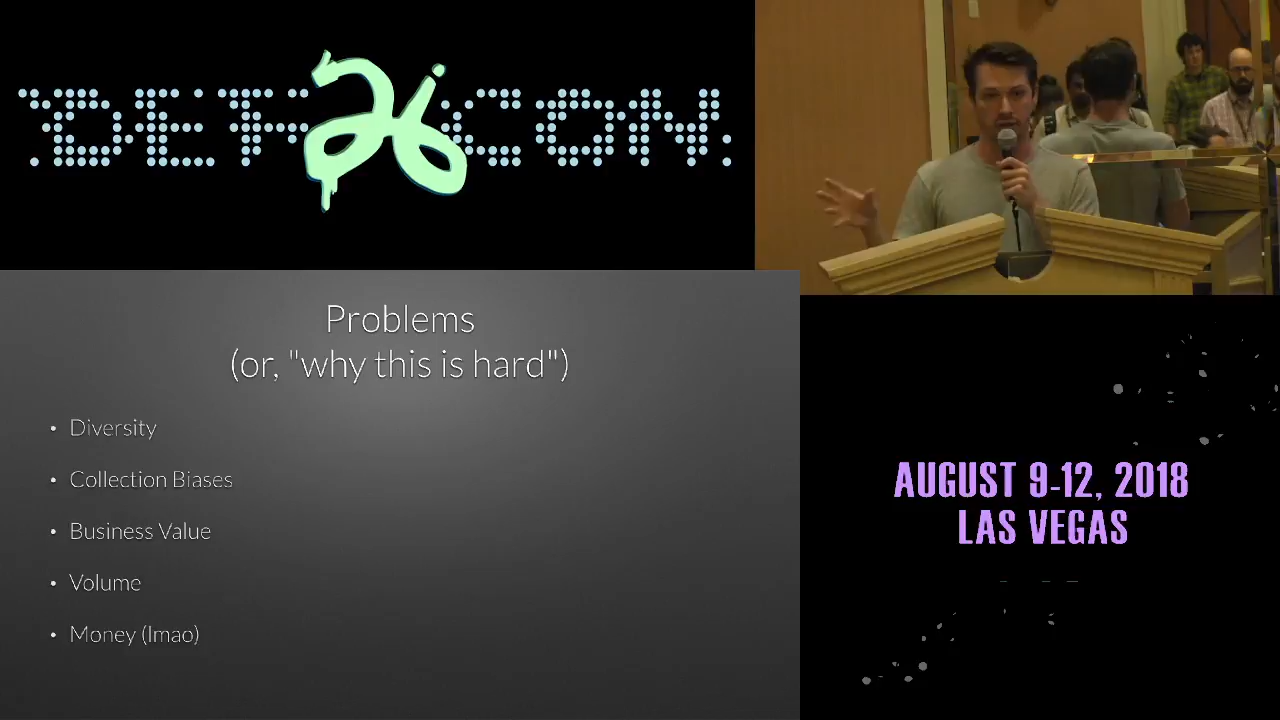 DEF 26 CON.
Problems
(or, "why this is hard")
• Diversity
• Collection Biases
• Business Value
• Volume
• Money (lmao)
AUGUST 9-12, 2018
LAS VEGAS